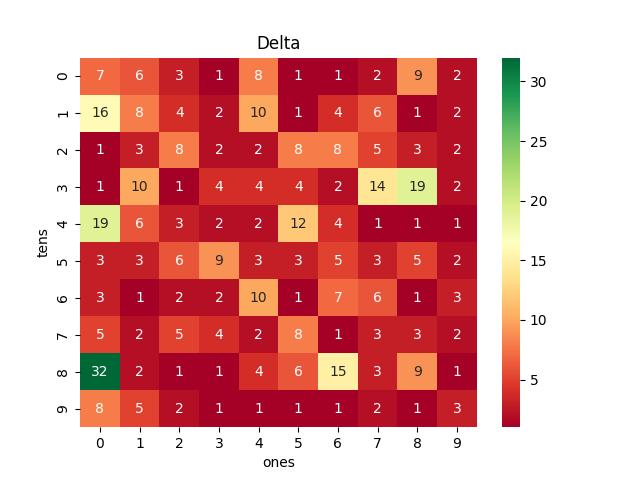 Delta
tens
0 7 6 3 1 8 1 1 2 9 2
1 16 8 4 2 10 1 4 6 1 2
2 1 3 8 2 2 8 8 5 3 2
3 1 10 1 4 4 4 2 14 19 2
4 19 6 3 2 2 12 4 1 1 1
5 3 3 6 9 3 3 5 3 5 2
6 3 1 2 2 10 1 7 6 1 3
7 5 2 5 4 2 8 1 3 3 2
8 32 2 1 1 4 6 15 3 9 1
9 8 5 2 1 1 1 1 2 1 3
0 1 2 3 4 5 6 7 8 9
ones
30
25
20
15
10
5